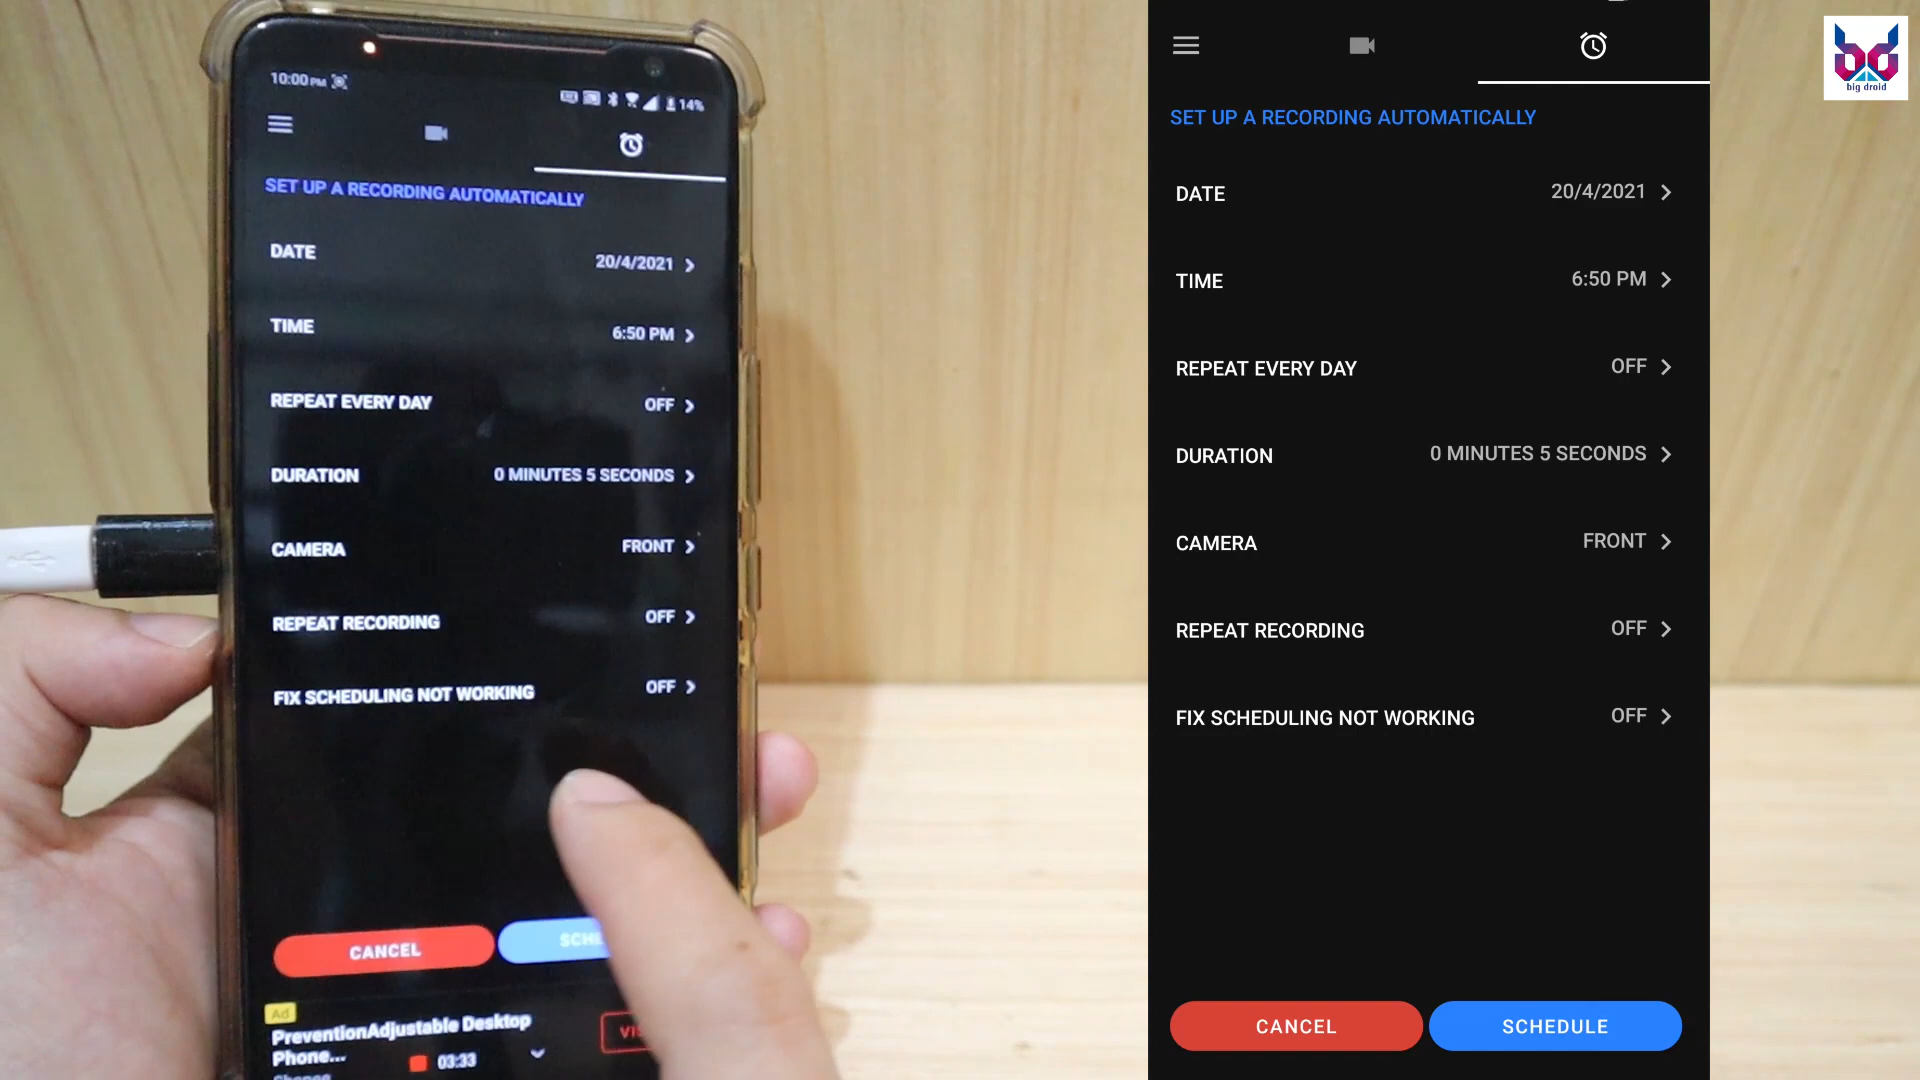 10:00 PM
14%
SET UP A RECORDING AUTOMATICALLY
DATE 20/4/2021
TIME 6:50 PM
REPEAT EVERY DAY OFF
DURATION 0 MINUTES 5 SECONDS
CAMERA FRONT
REPEAT RECORDING OFF
FIX SCHEDULING NOT WORKING OFF
CANCEL
Ad
PreventionAdjustable Desktop
Phone...
03:33
SET UP A RECORDING AUTOMATICALLY
DATE 20/4/2021
TIME 6:50 PM
REPEAT EVERY DAY OFF
DURATION 0 MINUTES 5 SECONDS
CAMERA FRONT
REPEAT RECORDING OFF
FIX SCHEDULING NOT WORKING OFF
CANCEL SCHEDULE
big droid